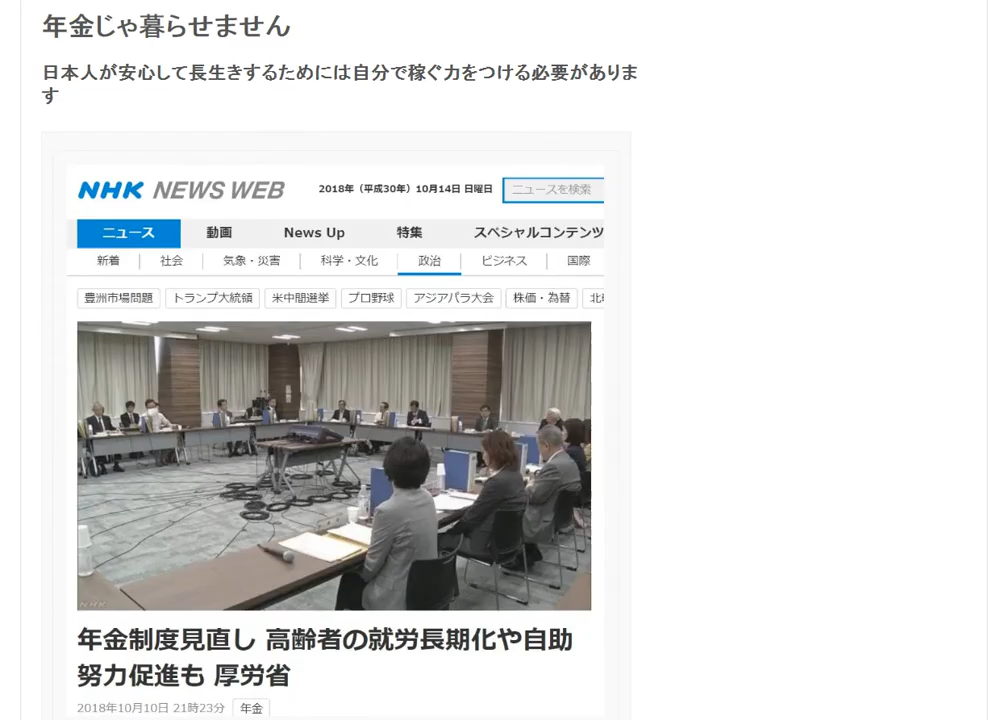 年金じゃ暮らせません
日本人が安心して長生きするためには自分で稼ぐ力をつける必要がありま
す
NHK NEWS WEB 2018年（平成30年）10月14日 日曜日 ニュースを検索
ニュース 動画 News Up 特集 スペシャルコンテンツ
新着 社会 気象・災害 科学・文化 政治 ビジネス 国際
豊洲市場問題 トランプ大統領 米中間選挙 プロ野球 アジアパラ大会 株価・為替
NHK
年金制度見直し 高齢者の就労長期化や自助
努力促進も 厚労省
2018年10月10日 21時23分 年金